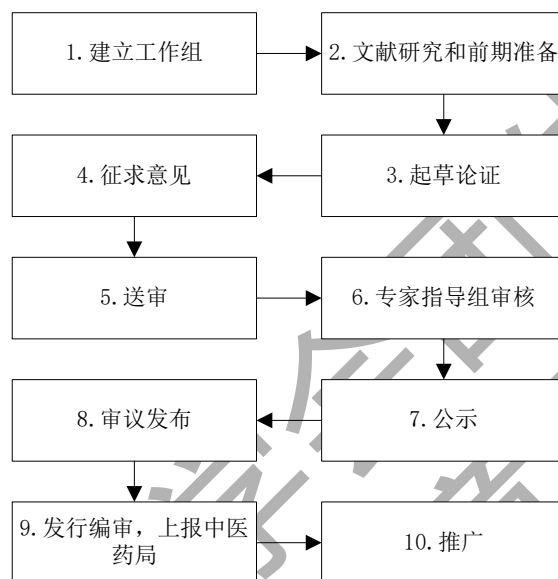 1.建立工作组
2.文献研究和前期准备
4.征求意见
3.起草论证
5.送审
6.专家指导组审核
8.审议发布
7.公示
9.发行编审，上报中医
药局
10.推广